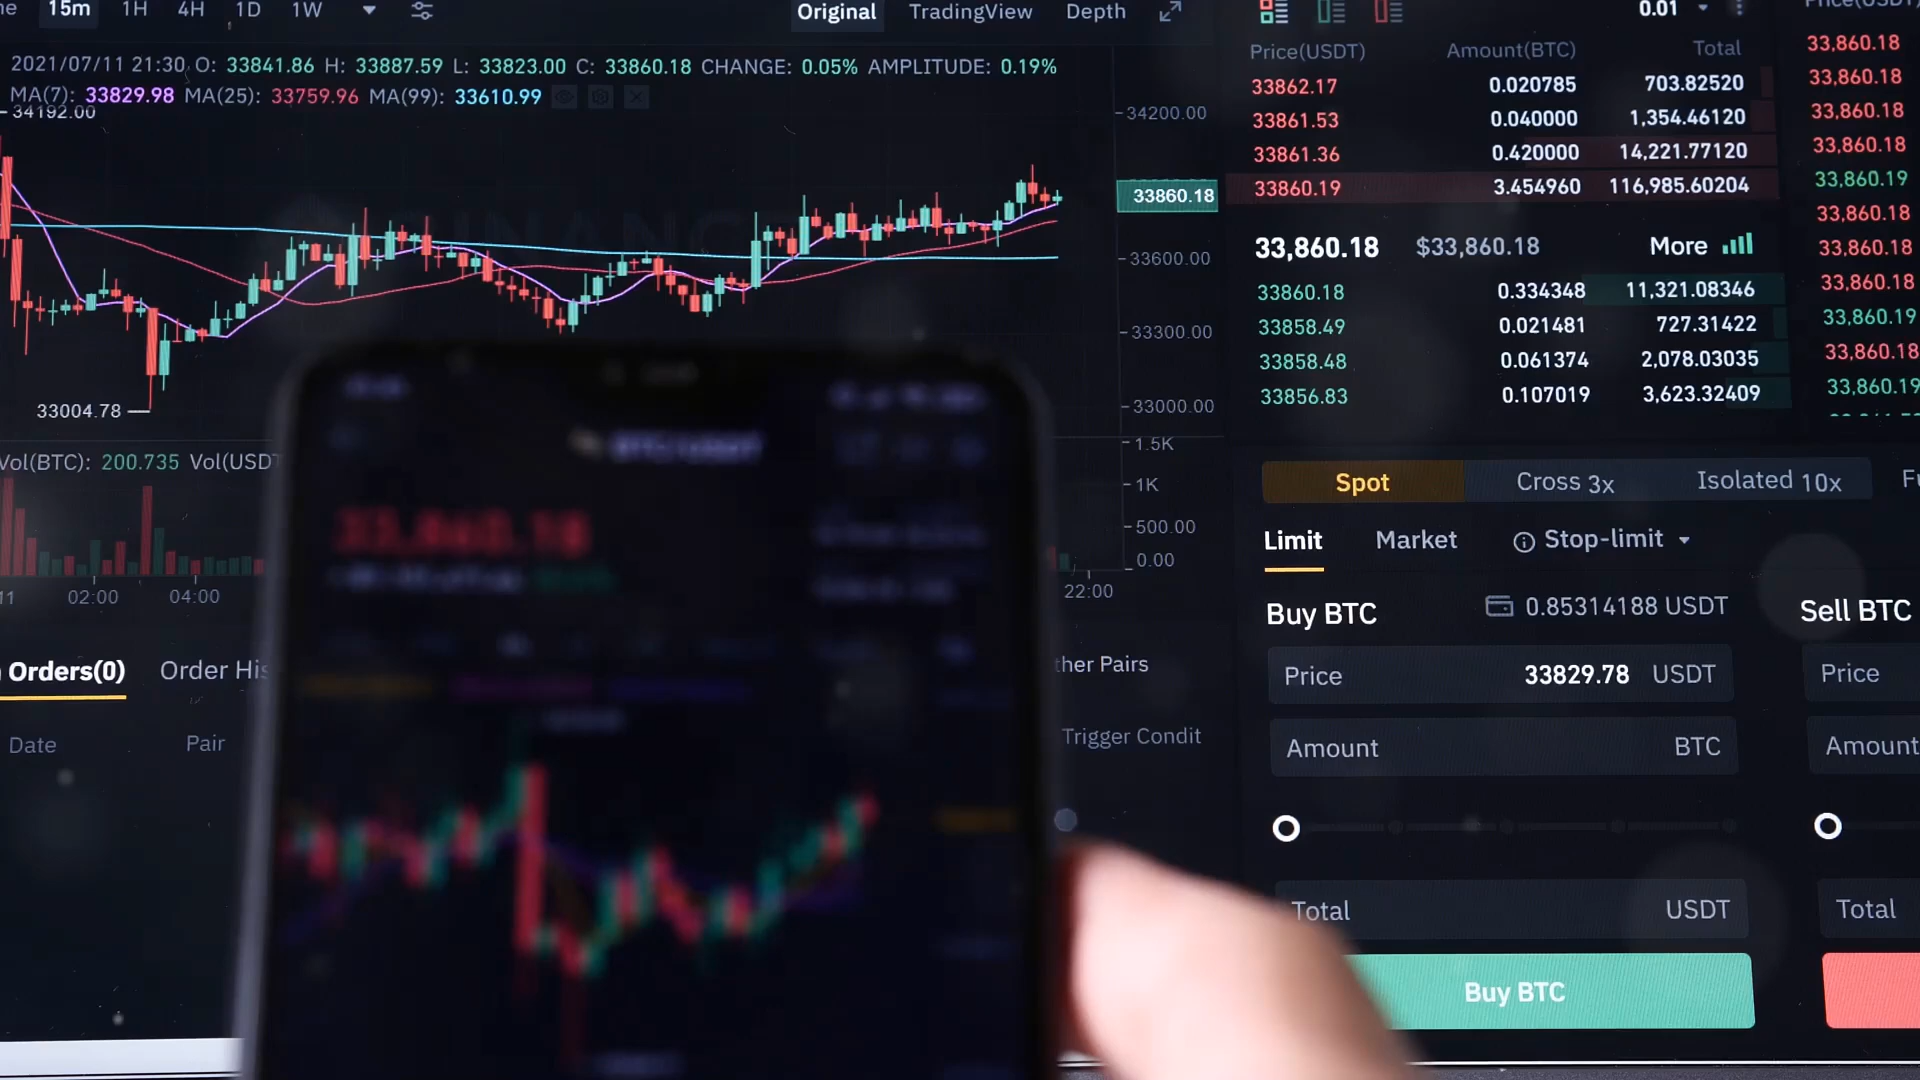 15m 1H 4H 1D 1W
Original TradingView Depth
2021/07/11 21:30 O: 33841.86 H: 33887.59 L: 33823.00 C: 33860.18 CHANGE: 0.05% AMPLITUDE: 0.19%
MA(7): 33829.98 MA(25): 33759.96 MA(99): 33610.99
34192.00
34200.00
33860.18
33600.00
33300.00
33000.00
33004.78
Vol(BTC): 200.735 Vol(USDT
1.5K
1K
500.00
0.00
11 02:00 04:00 22:00
Orders(0) Order His
ther Pairs
Date Pair Trigger Condit
33,860.18
0.01
Price(USDT) Amount(BTC) Total
33862.17 0.020785 703.82520
33861.53 0.040000 1,354.46120
33861.36 0.420000 14,221.77120
33860.19 3.454960 116,985.60204
33,860.18 $33,860.18 More
33860.18 0.334348 11,321.08346
33858.49 0.021481 727.31422
33858.48 0.061374 2,078.03035
33856.83 0.107019 3,623.32409
Price(USDT)
33,860.18
33,860.18
33,860.18
33,860.18
33,860.19
33,860.18
33,860.18
33,860.18
33,860.19
33,860.18
33,860.19
Spot Cross 3x Isolated 10x
Limit Market Stop-limit
Buy BTC 0.85314188 USDT
Price 33829.78 USDT
Amount BTC
Total USDT
Buy BTC
Sell BTC
Price
Amount
Total